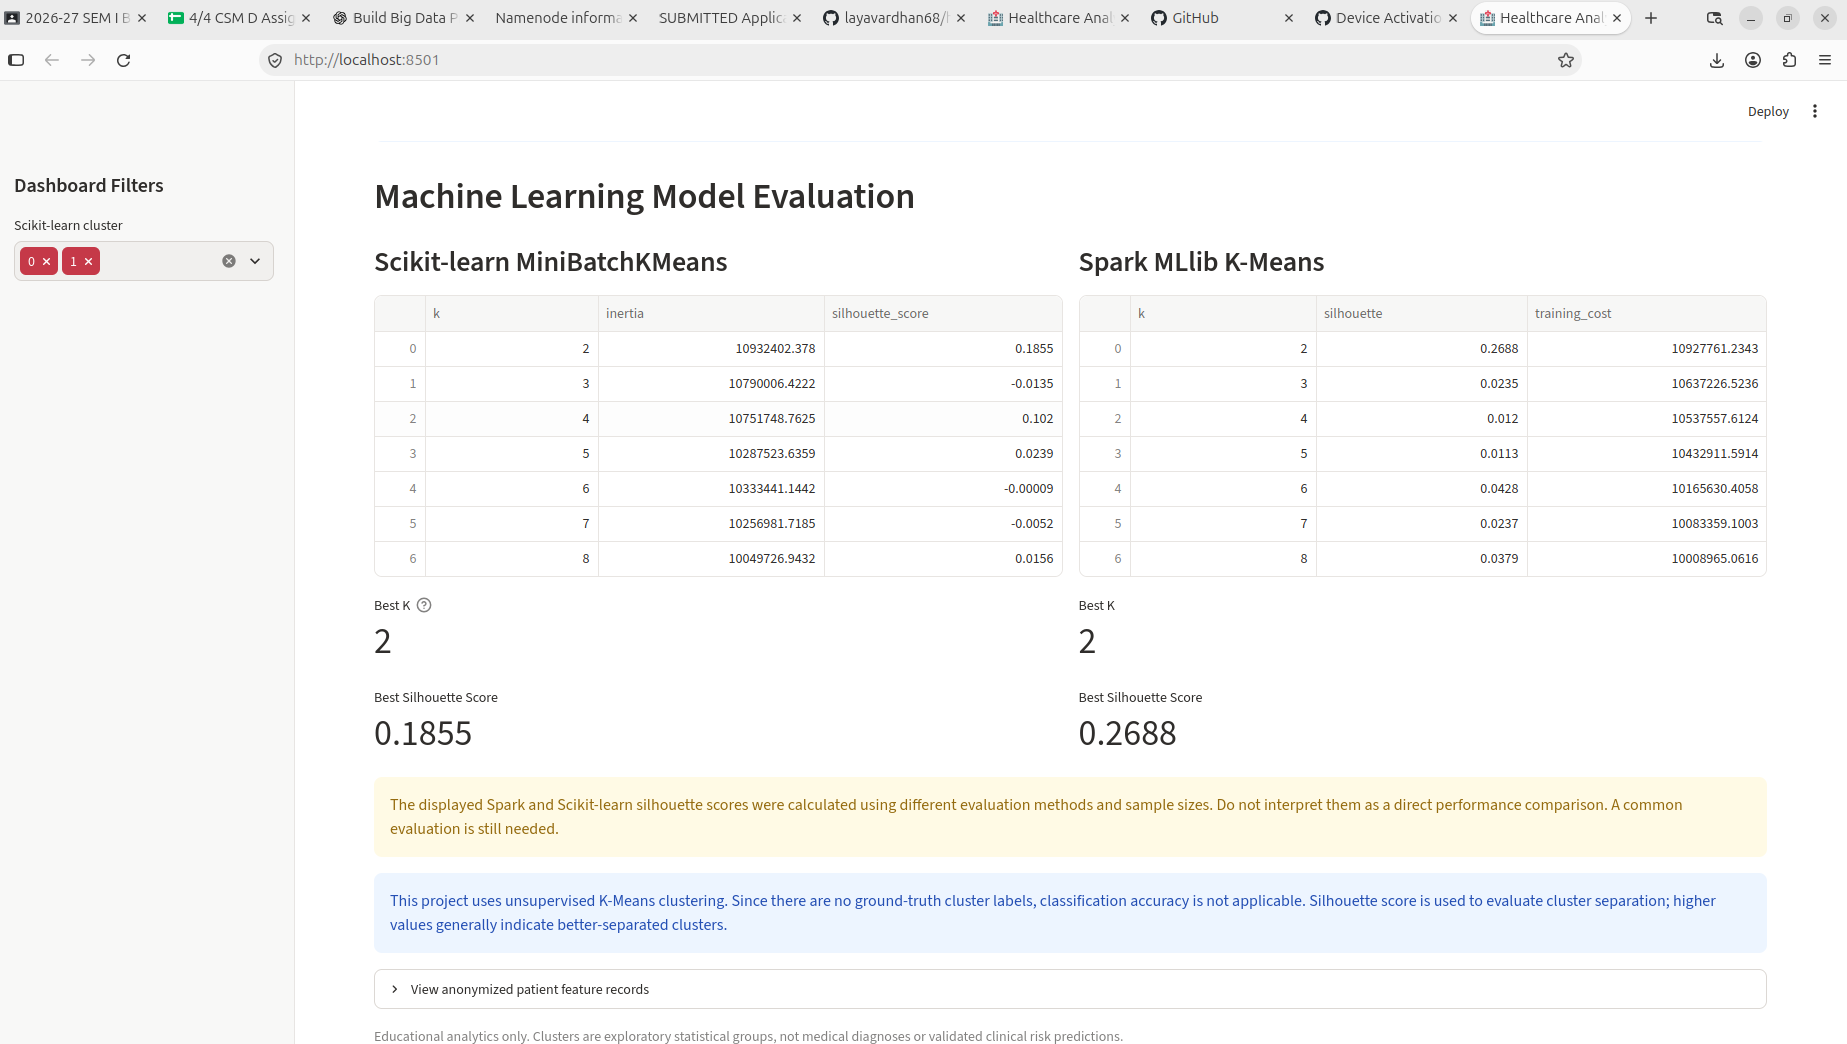 2026-27 SEM I B
4/4 CSM D Assig
Build Big Data P
Namenode informa
SUBMITTED Applica
layavardhan68/h
Healthcare Anal
GitHub
Device Activatio
Healthcare Anal
http://localhost:8501
Deploy
Dashboard Filters
Scikit-learn cluster
0
1
Machine Learning Model Evaluation
Scikit-learn MiniBatchKMeans
k inertia silhouette_score
0 2 10932402.378 0.1855
1 3 10790006.4222 -0.0135
2 4 10751748.7625 0.102
3 5 10287523.6359 0.0239
4 6 10333441.1442 -0.00009
5 7 10256981.7185 -0.0052
6 8 10049726.9432 0.0156
Best K
2
Best Silhouette Score
0.1855
Spark MLlib K-Means
k silhouette training_cost
0 2 0.2688 10927761.2343
1 3 0.0235 10637226.5236
2 4 0.012 10537557.6124
3 5 0.0113 10432911.5914
4 6 0.0428 10165630.4058
5 7 0.0237 10083359.1003
6 8 0.0379 10008965.0616
Best K
2
Best Silhouette Score
0.2688
The displayed Spark and Scikit-learn silhouette scores were calculated using different evaluation methods and sample sizes. Do not interpret them as a direct performance comparison. A common
evaluation is still needed.
This project uses unsupervised K-Means clustering. Since there are no ground-truth cluster labels, classification accuracy is not applicable. Silhouette score is used to evaluate cluster separation; higher
values generally indicate better-separated clusters.
View anonymized patient feature records
Educational analytics only. Clusters are exploratory statistical groups, not medical diagnoses or validated clinical risk predictions.